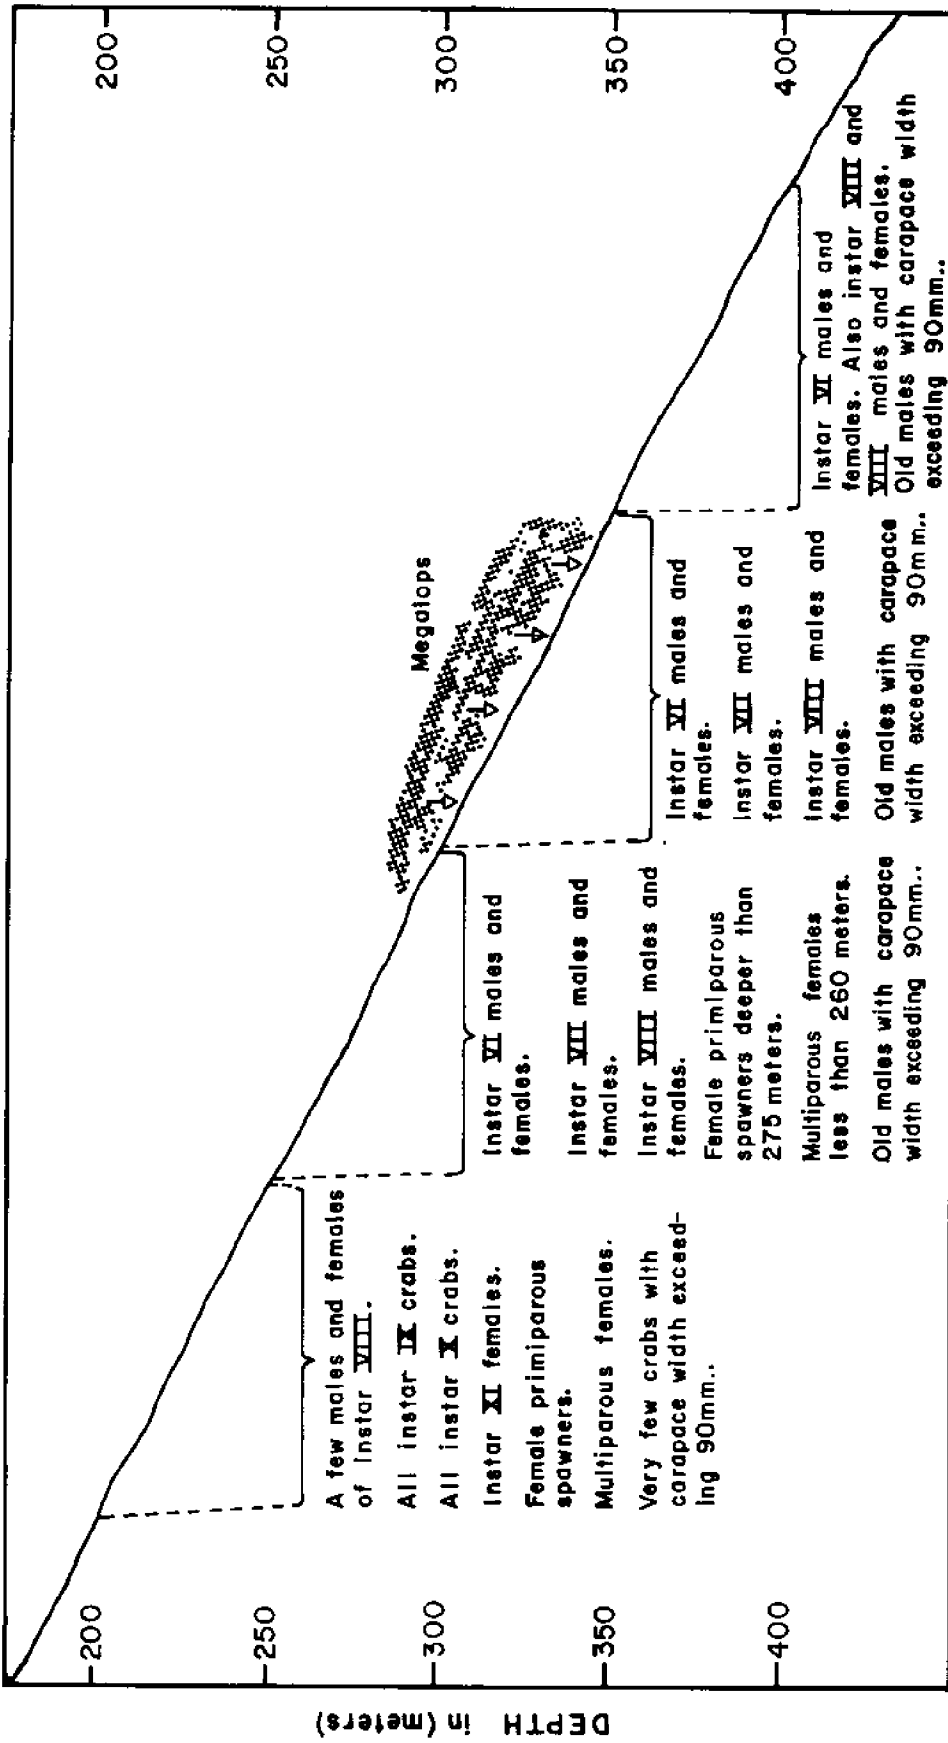 DEPTH in (meters)
200
250
300
350
400
200
250
300
350
400
Megalops
A few males and females
of Instar VIII.
All instar IX crabs.
All instar X crabs.
Instar XI females.
Female primiparous
spawners.
Multiparous females.
Very few crabs with
carapace width exceed-
ing 90mm..
Instar VI males and
females.
Instar VII males and
females.
Instar VIII males and
females.
Female primiparous
spawners deeper than
275 meters.
Multiparous females
less than 260 meters.
Old males with carapace
width exceeding 90mm..
Instar VI males and
females.
Instar VII males and
females.
Instar VIII males and
females.
Old males with carapace
width exceeding 90mm..
Instar VI males and
females. Also instar VIII and
VIII males and females.
Old males with carapace width
exceeding 90mm..